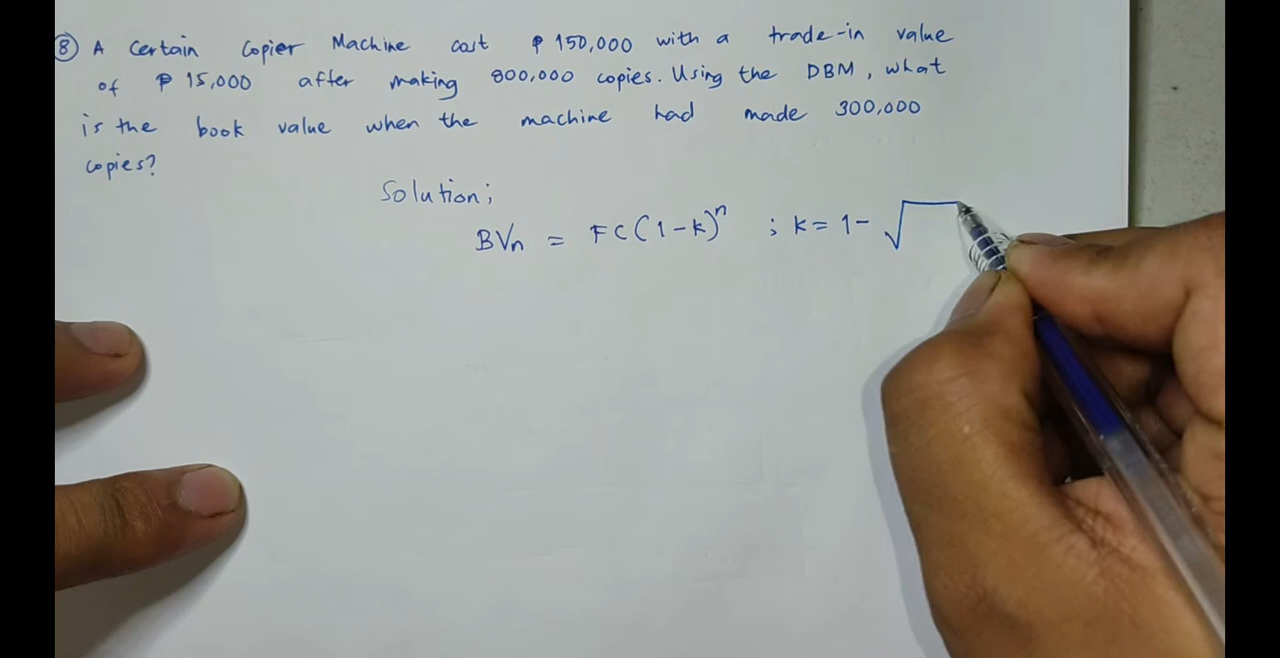 ⑧ A Certain Copier Machine cost ₱ 150,000 with a trade-in value
of ₱ 15,000 after making 800,000 copies. Using the DBM, what
is the book value when the machine had made 300,000
copies?
Solution;
BVₙ = FC(1-k)ⁿ ; k = 1-√